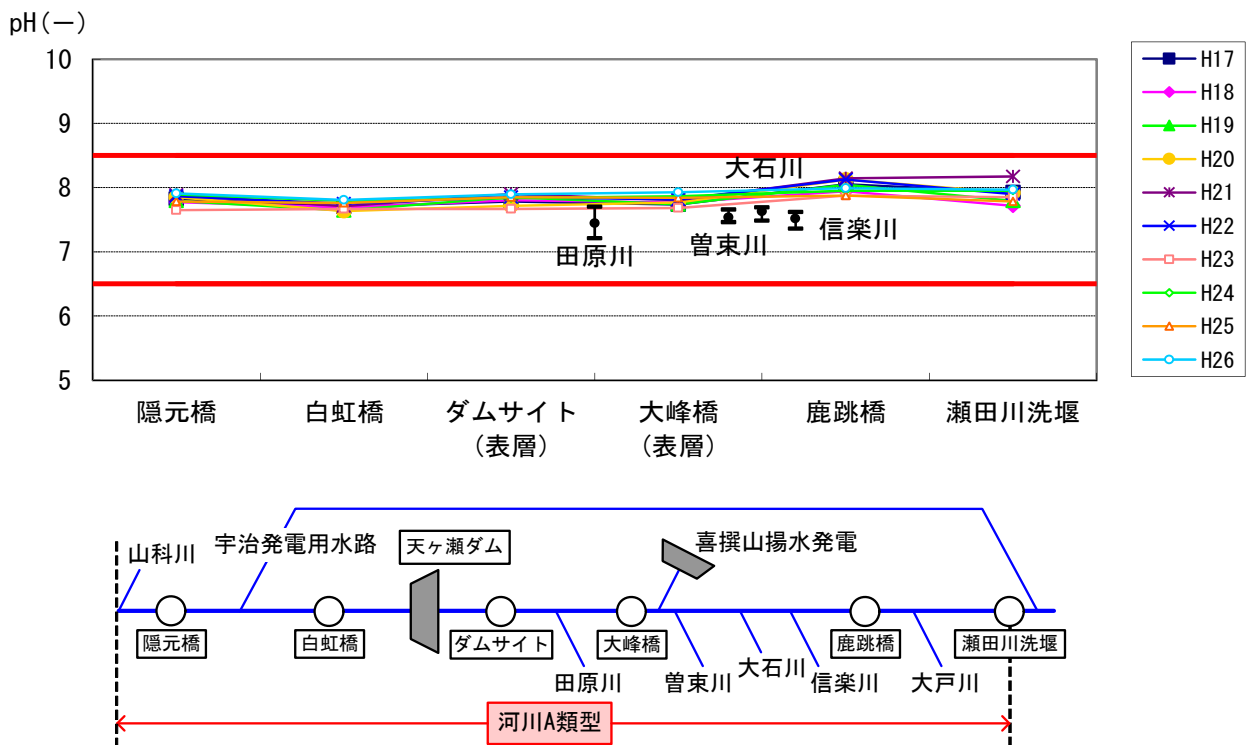 pH(－)
10
9
8
7
6
5
大石川
田原川
曽束川
信楽川
隠元橋
白虹橋
ダムサイト
(表層)
大峰橋
(表層)
鹿跳橋
瀬田川洗堰
H17
H18
H19
H20
H21
H22
H23
H24
H25
H26
山科川
宇治発電用水路
天ヶ瀬ダム
喜撰山揚水発電
隠元橋
白虹橋
ダムサイト
大峰橋
鹿跳橋
瀬田川洗堰
田原川
曽束川
大石川
信楽川
大戸川
河川A類型